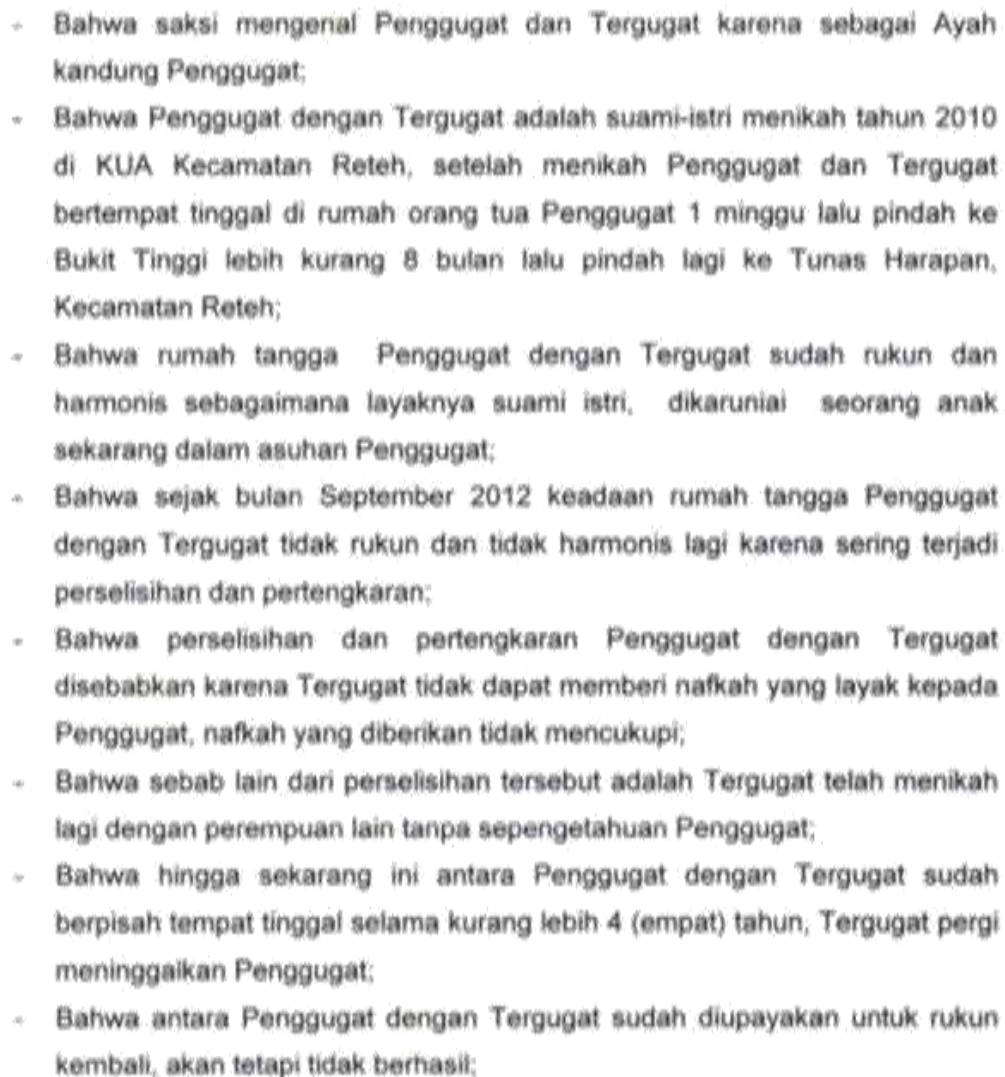 - Bahwa saksi mengenal Penggugat dan Tergugat karena sebagai Ayah
kandung Penggugat;
- Bahwa Penggugat dengan Tergugat adalah suami-istri menikah tahun 2010
di KUA Kecamatan Reteh, setelah menikah Penggugat dan Tergugat
bertempat tinggal di rumah orang tua Penggugat 1 minggu lalu pindah ke
Bukit Tinggi lebih kurang 8 bulan lalu pindah lagi ke Tunas Harapan,
Kecamatan Reteh;
- Bahwa rumah tangga Penggugat dengan Tergugat sudah rukun dan
harmonis sebagaimana layaknya suami istri, dikaruniai seorang anak
sekarang dalam asuhan Penggugat;
- Bahwa sejak bulan September 2012 keadaan rumah tangga Penggugat
dengan Tergugat tidak rukun dan tidak harmonis lagi karena sering terjadi
perselisihan dan pertengkaran;
- Bahwa perselisihan dan pertengkaran Penggugat dengan Tergugat
disebabkan karena Tergugat tidak dapat memberi nafkah yang layak kepada
Penggugat, nafkah yang diberikan tidak mencukupi;
- Bahwa sebab lain dari perselisihan tersebut adalah Tergugat telah menikah
lagi dengan perempuan lain tanpa sepengetahuan Penggugat;
- Bahwa hingga sekarang ini antara Penggugat dengan Tergugat sudah
berpisah tempat tinggal selama kurang lebih 4 (empat) tahun, Tergugat pergi
meninggalkan Penggugat;
- Bahwa antara Penggugat dengan Tergugat sudah diupayakan untuk rukun
kembali, akan tetapi tidak berhasil;